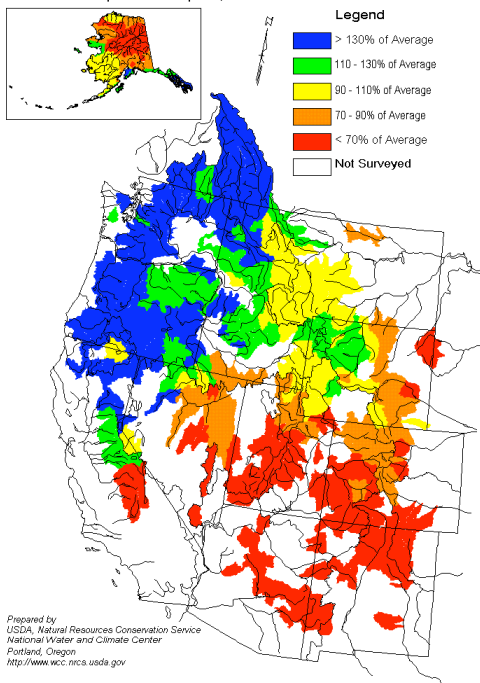 Legend
> 130% of Average
110 - 130% of Average
90 - 110% of Average
70 - 90% of Average
< 70% of Average
Not Surveyed
Prepared by
USDA, Natural Resources Conservation Service
National Water and Climate Center
Portland, Oregon
http://www.wcc.nrcs.usda.gov